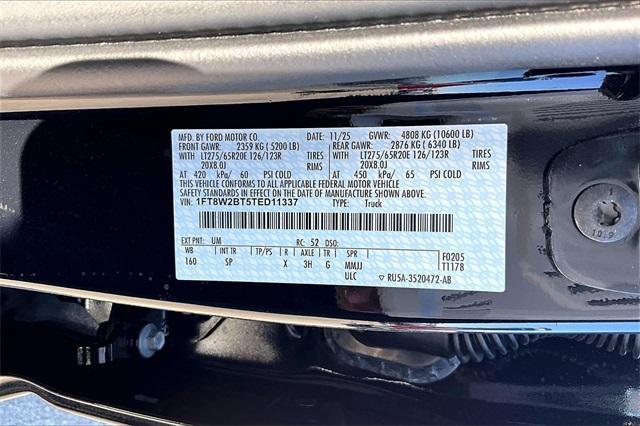 MFD. BY FORD MOTOR CO. DATE: 11/25 GVWR: 4808 KG (10600 LB)
FRONT GAWR: 2359 KG (5200 LB) REAR GAWR: 2876 KG (6340 LB)
WITH LT275/65R20E 126/123R TIRES WITH LT275/65R20E 126/123R TIRES
20X8.0J RIMS 20X8.0J RIMS
AT 420 kPa/ 60 PSI COLD AT 450 kPa/ 65 PSI COLD
THIS VEHICLE CONFORMS TO ALL APPLICABLE FEDERAL MOTOR VEHICLE
SAFETY AND THEFT PREVENTION STANDARDS IN EFFECT ON THE DATE OF MANUFACTURE SHOWN ABOVE.
VIN: 1FT8W2BT5TED11337 TYPE: Truck
EXT PNT: UM RC: 52 DSO:
WB INT TR TP/PS R AXLE TR SPR F0205
160 SP X 3H G MMJJ T1178
ULC ▽ RU5A-3520472-AB
10.9